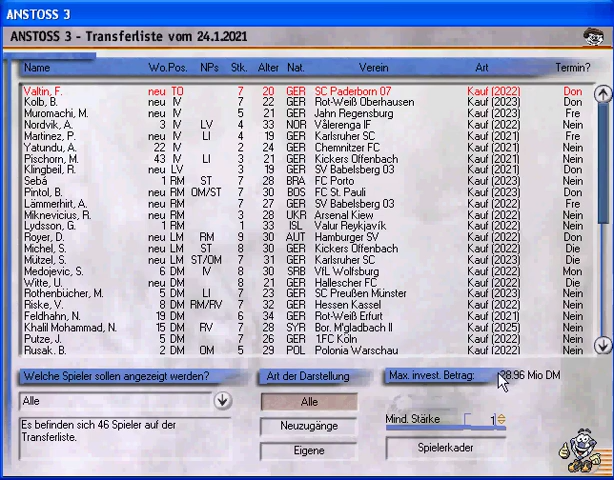 ANSTOSS 3
ANSTOSS 3 - Transferliste vom 24.1.2021
Name Wo. Pos. NPs Stk. Alter Nat. Verein Art Termin?
Valtin, F. neu TO 7 20 GER SC Paderborn 07 Kauf (2022) Don
Kolb, B. neu IV 7 22 GER Rot-Weiß Oberhausen Kauf (2023) Don
Muromachi, M. neu IV 5 21 GER Jahn Regensburg Kauf (2023) Fre
Nordvik, A. 3 IV LV 4 33 NOR Vålerenga IF Kauf (2022) Nein
Martinez, P. neu IV LI 4 19 GER Karlsruher SC Kauf (2021) Fre
Yatundu, A. 22 IV 2 24 GER Chemnitzer FC Kauf (2021) Nein
Pischorn, M. 43 IV LI 3 21 GER Kickers Offenbach Kauf (2021) Nein
Klingbeil, R. neu LV 3 19 GER SV Babelsberg 03 Kauf (2021) Don
Sebá 1 RM ST 7 28 BRA FC Porto Kauf (2023) Nein
Pintol, B. neu RM OM/ST 7 30 BOS FC St. Pauli Kauf (2023) Don
Lämmerhirt, A. neu RM 7 27 GER SV Babelsberg 03 Kauf (2022) Fre
Miknevicius, R. neu RM 3 28 UKR Arsenal Kiew Kauf (2022) Nein
Lydsson, G. 1 RM 1 33 ISL Valur Reykjavík Kauf (2021) Nein
Royer, D. neu LM RM 9 30 AUT Hamburger SV Kauf (2022) Don
Michel, S. neu LM ST 8 30 GER Kickers Offenbach Kauf (2022) Die
Mützel, S. neu LM ST/OM 7 31 GER Karlsruher SC Kauf (2023) Die
Medojevic, S. 6 DM IV 8 30 SRB VfL Wolfsburg Kauf (2022) Mon
Witte, U. neu DM 8 21 GER Hallescher FC Kauf (2022) Die
Rothenbücher, M. 5 DM LI 7 23 GER SC Preußen Münster Kauf (2023) Nein
Riske, V. 8 DM RM/RV 7 32 GER Hessen Kassel Kauf (2022) Nein
Feldhahn, N. 19 DM 6 34 GER Rot-Weiß Erfurt Kauf (2021) Nein
Khalil Mohammad, N. 15 DM RV 7 28 SYR Bor. M'gladbach II Kauf (2025) Nein
Putze, J. 5 DM 7 26 GER 1.FC Köln Kauf (2022) Nein
Rusak. B. 2 DM OM 5 29 POL Polonia Warschau Kauf (2022) Nein
Welche Spieler sollen angezeigt werden? Art der Darstellung Max. invest. Betrag: 28.96 Mio DM
Alle Alle
Mind. Stärke 1
Es befinden sich 46 Spieler auf der Transferliste. Neuzugänge
Eigene Spielerkader